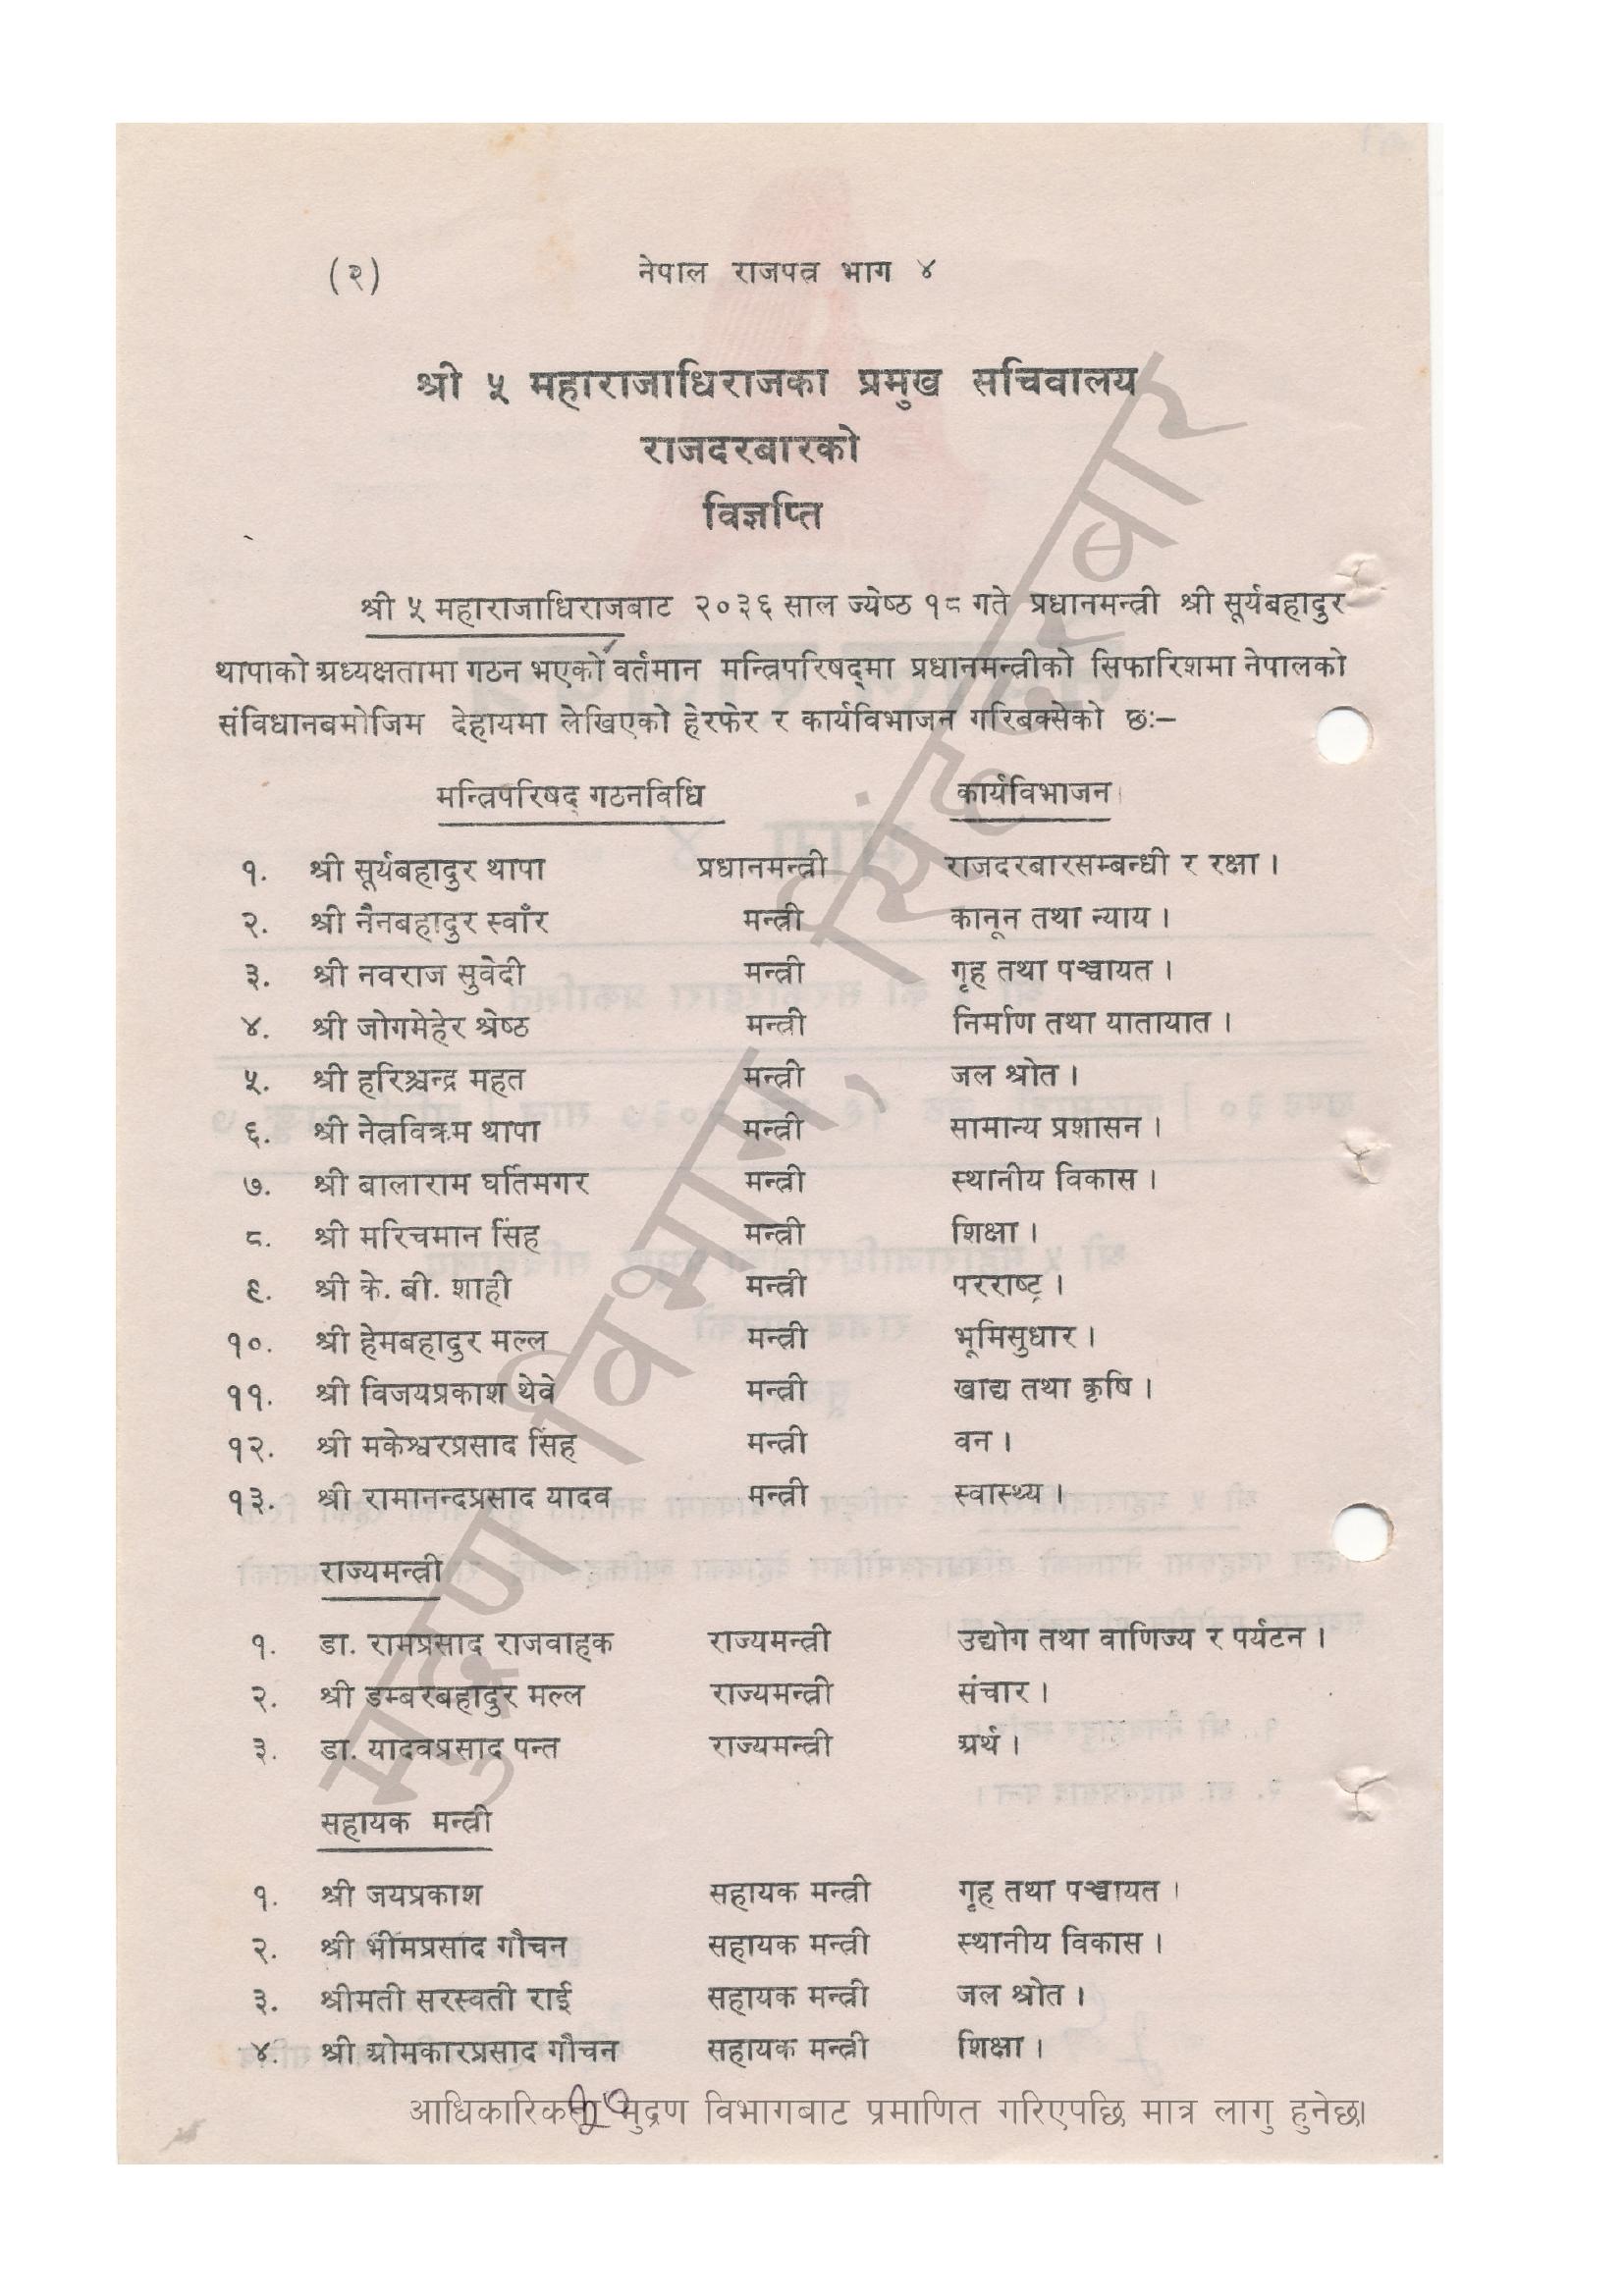 (२) नेपाल राजपत्र भाग ४
श्री ५ महाराजाधिराजका प्रमुख सचिवालय
राजदरबारको
विज्ञप्ति
श्री ५ महाराजाधिराजबाट २०३६ साल ज्येष्ठ १८ गते प्रधानमन्त्री श्री सूर्यबहादुर
थापाको अध्यक्षतामा गठन भएको वर्तमान मन्त्रिपरिषद्‌मा प्रधानमन्त्रीको सिफारिशमा नेपालको
संविधानबमोजिम देहायमा लेखिएको हेरफेर र कार्यविभाजन गरिबक्सेको छः—
मन्त्रिपरिषद् गठनविधि कार्यविभाजन
१. श्री सूर्यबहादुर थापा प्रधानमन्त्री राजदरबारसम्बन्धी र रक्षा ।
२. श्री नैनबहादुर स्वाँर मन्त्री कानून तथा न्याय ।
३. श्री नवराज सुवेदी मन्त्री गृह तथा पञ्चायत ।
४. श्री जोगमेहेर श्रेष्ठ मन्त्री निर्माण तथा यातायात ।
५. श्री हरिश्चन्द्र महत मन्त्री जल श्रोत ।
६. श्री नेत्रविक्रम थापा मन्त्री सामान्य प्रशासन ।
७. श्री बालाराम घर्तिमगर मन्त्री स्थानीय विकास ।
८. श्री मरिचमान सिंह मन्त्री शिक्षा ।
९. श्री के. बी. शाही मन्त्री परराष्ट्र ।
१०. श्री हेमबहादुर मल्ल मन्त्री भूमिसुधार ।
११. श्री विजयप्रकाश थेवे मन्त्री खाद्य तथा कृषि ।
१२. श्री मकेश्वरप्रसाद सिंह मन्त्री वन ।
१३. श्री रामानन्दप्रसाद यादव मन्त्री स्वास्थ्य ।
राज्यमन्त्री
१. डा. रामप्रसाद राजवाहक राज्यमन्त्री उद्योग तथा वाणिज्य र पर्यटन ।
२. श्री डम्बरबहादुर मल्ल राज्यमन्त्री संचार ।
३. डा. यादवप्रसाद पन्त राज्यमन्त्री अर्थ ।
सहायक मन्त्री
१. श्री जयप्रकाश सहायक मन्त्री गृह तथा पञ्चायत ।
२. श्री भीमप्रसाद गौचन सहायक मन्त्री स्थानीय विकास ।
३. श्रीमती सरस्वती राई सहायक मन्त्री जल श्रोत ।
४. श्री ओमकारप्रसाद गौचन सहायक मन्त्री शिक्षा ।
आधिकारिकता मुद्रण विभागबाट प्रमाणित गरिएपछि मात्र लागु हुनेछ।
मुद्रण विभाग, सिंहदरबार